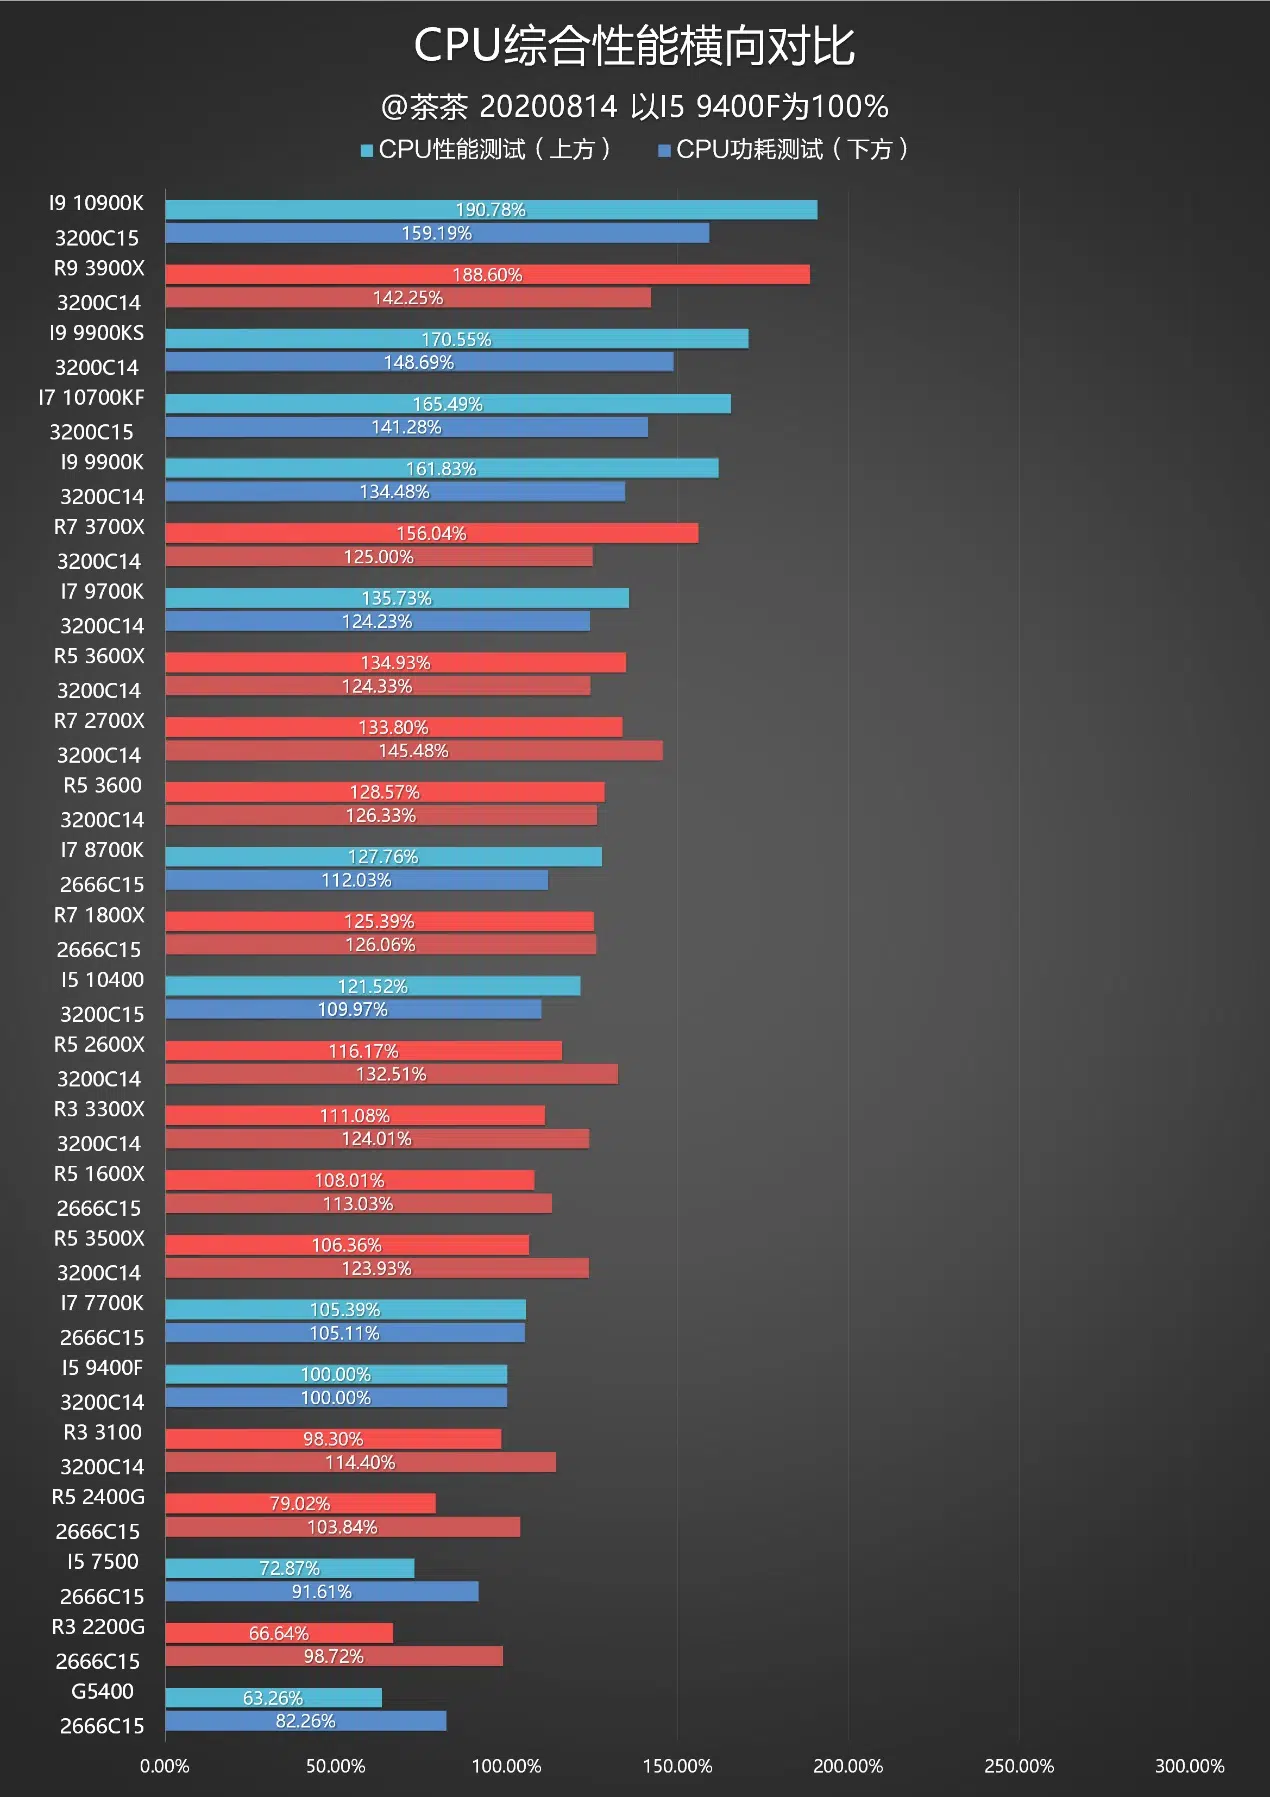 CPU综合性能横向对比
@茶茶 20200814 以I5 9400F为100%
CPU性能测试（上方） CPU功耗测试（下方）
I9 10900K 190.78%
3200C15 159.19%
R9 3900X 188.60%
3200C14 142.25%
I9 9900KS 170.55%
3200C14 148.69%
I7 10700KF 165.49%
3200C15 141.28%
I9 9900K 161.83%
3200C14 134.48%
R7 3700X 156.04%
3200C14 125.00%
I7 9700K 135.73%
3200C14 124.23%
R5 3600X 134.93%
3200C14 124.33%
R7 2700X 133.80%
3200C14 145.48%
R5 3600 128.57%
3200C14 126.33%
I7 8700K 127.76%
2666C15 112.03%
R7 1800X 125.39%
2666C15 126.06%
I5 10400 121.52%
3200C15 109.97%
R5 2600X 116.17%
3200C14 132.51%
R3 3300X 111.08%
3200C14 124.01%
R5 1600X 108.01%
2666C15 113.03%
R5 3500X 106.36%
3200C14 123.93%
I7 7700K 105.39%
2666C15 105.11%
I5 9400F 100.00%
3200C14 100.00%
R3 3100 98.30%
3200C14 114.40%
R5 2400G 79.02%
2666C15 103.84%
I5 7500 72.87%
2666C15 91.61%
R3 2200G 66.64%
2666C15 98.72%
G5400 63.26%
2666C15 82.26%
0.00% 50.00% 100.00% 150.00% 200.00% 250.00% 300.00%